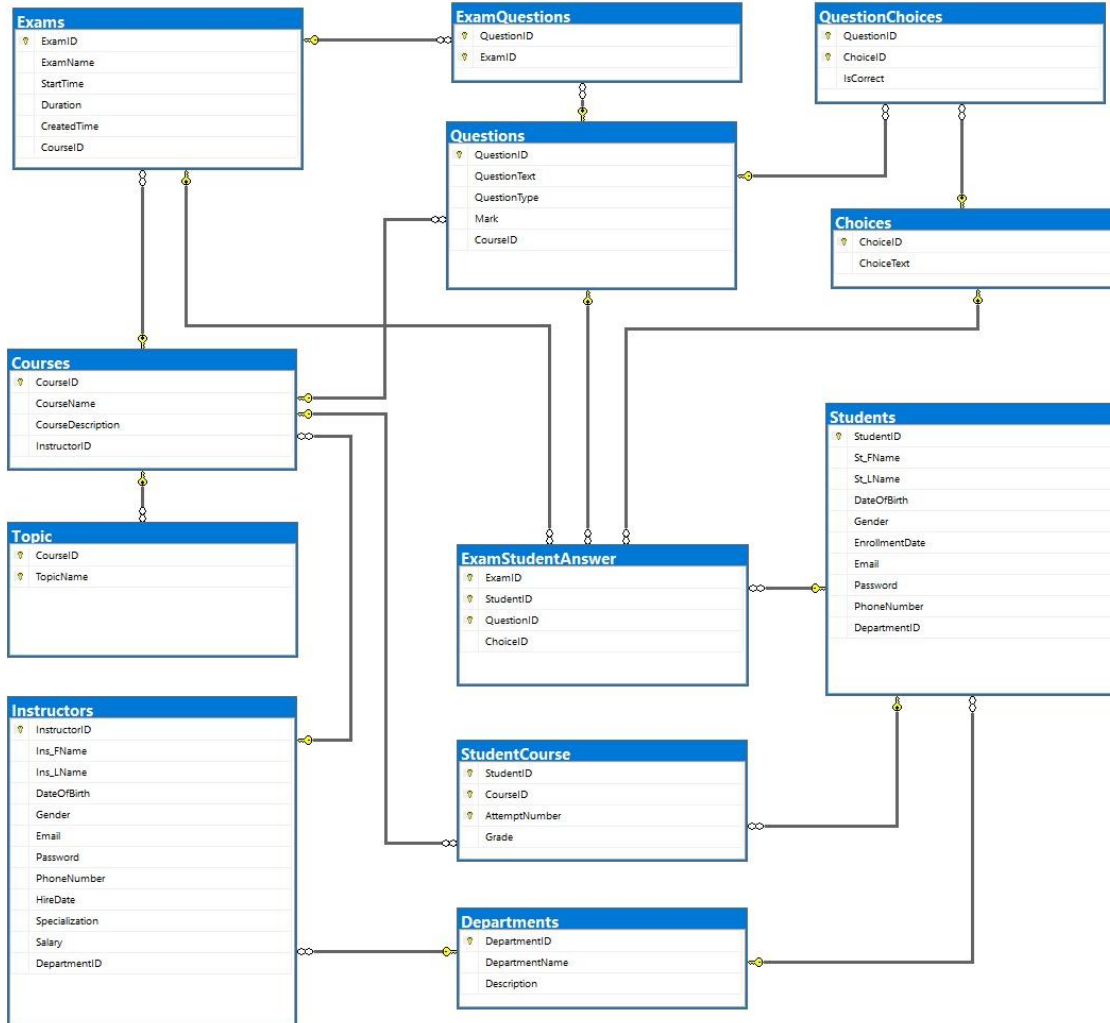 Exams
ExamID
ExamName
StartTime
Duration
CreatedTime
CourseID
ExamQuestions
QuestionID
ExamID
QuestionChoices
QuestionID
ChoiceID
IsCorrect
Questions
QuestionID
QuestionText
QuestionType
Mark
CourseID
Choices
ChoiceID
ChoiceText
Courses
CourseID
CourseName
CourseDescription
InstructorID
Students
StudentID
St_FName
St_LName
DateOfBirth
Gender
EnrollmentDate
Email
Password
PhoneNumber
DepartmentID
Topic
CourseID
TopicName
ExamStudentAnswer
ExamID
StudentID
QuestionID
ChoiceID
Instructors
InstructorID
Ins_FName
Ins_LName
DateOfBirth
Gender
Email
Password
PhoneNumber
HireDate
Specialization
Salary
DepartmentID
StudentCourse
StudentID
CourseID
AttemptNumber
Grade
Departments
DepartmentID
DepartmentName
Description